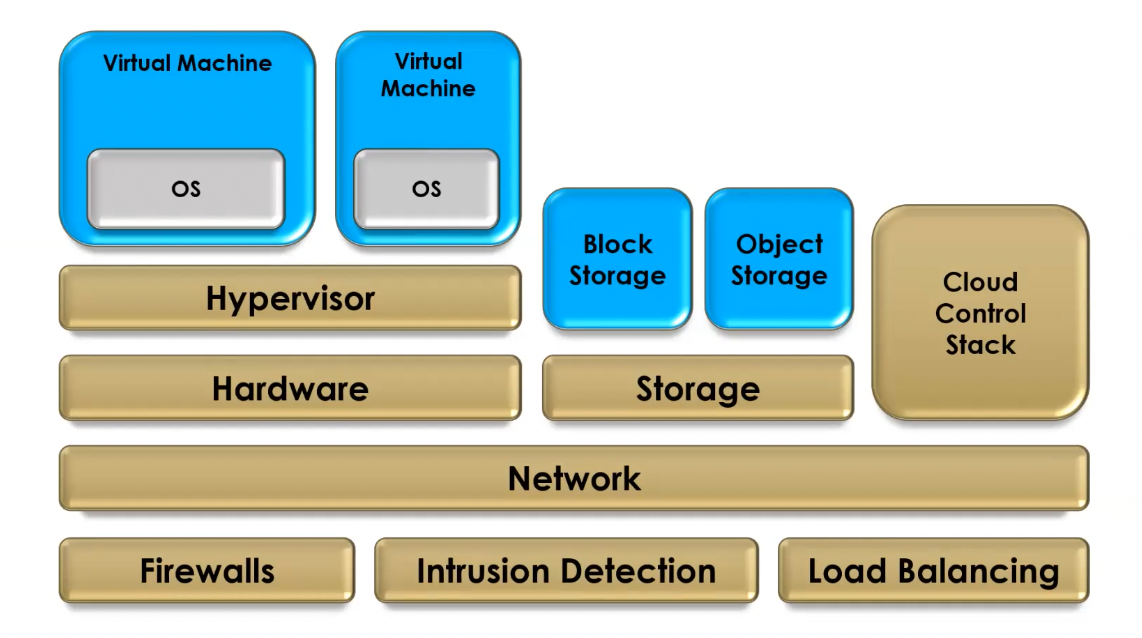 Virtual Machine
Virtual
Machine
OS
OS
Block
Storage
Object
Storage
Cloud
Control
Stack
Hypervisor
Hardware
Storage
Network
Firewalls
Intrusion Detection
Load Balancing